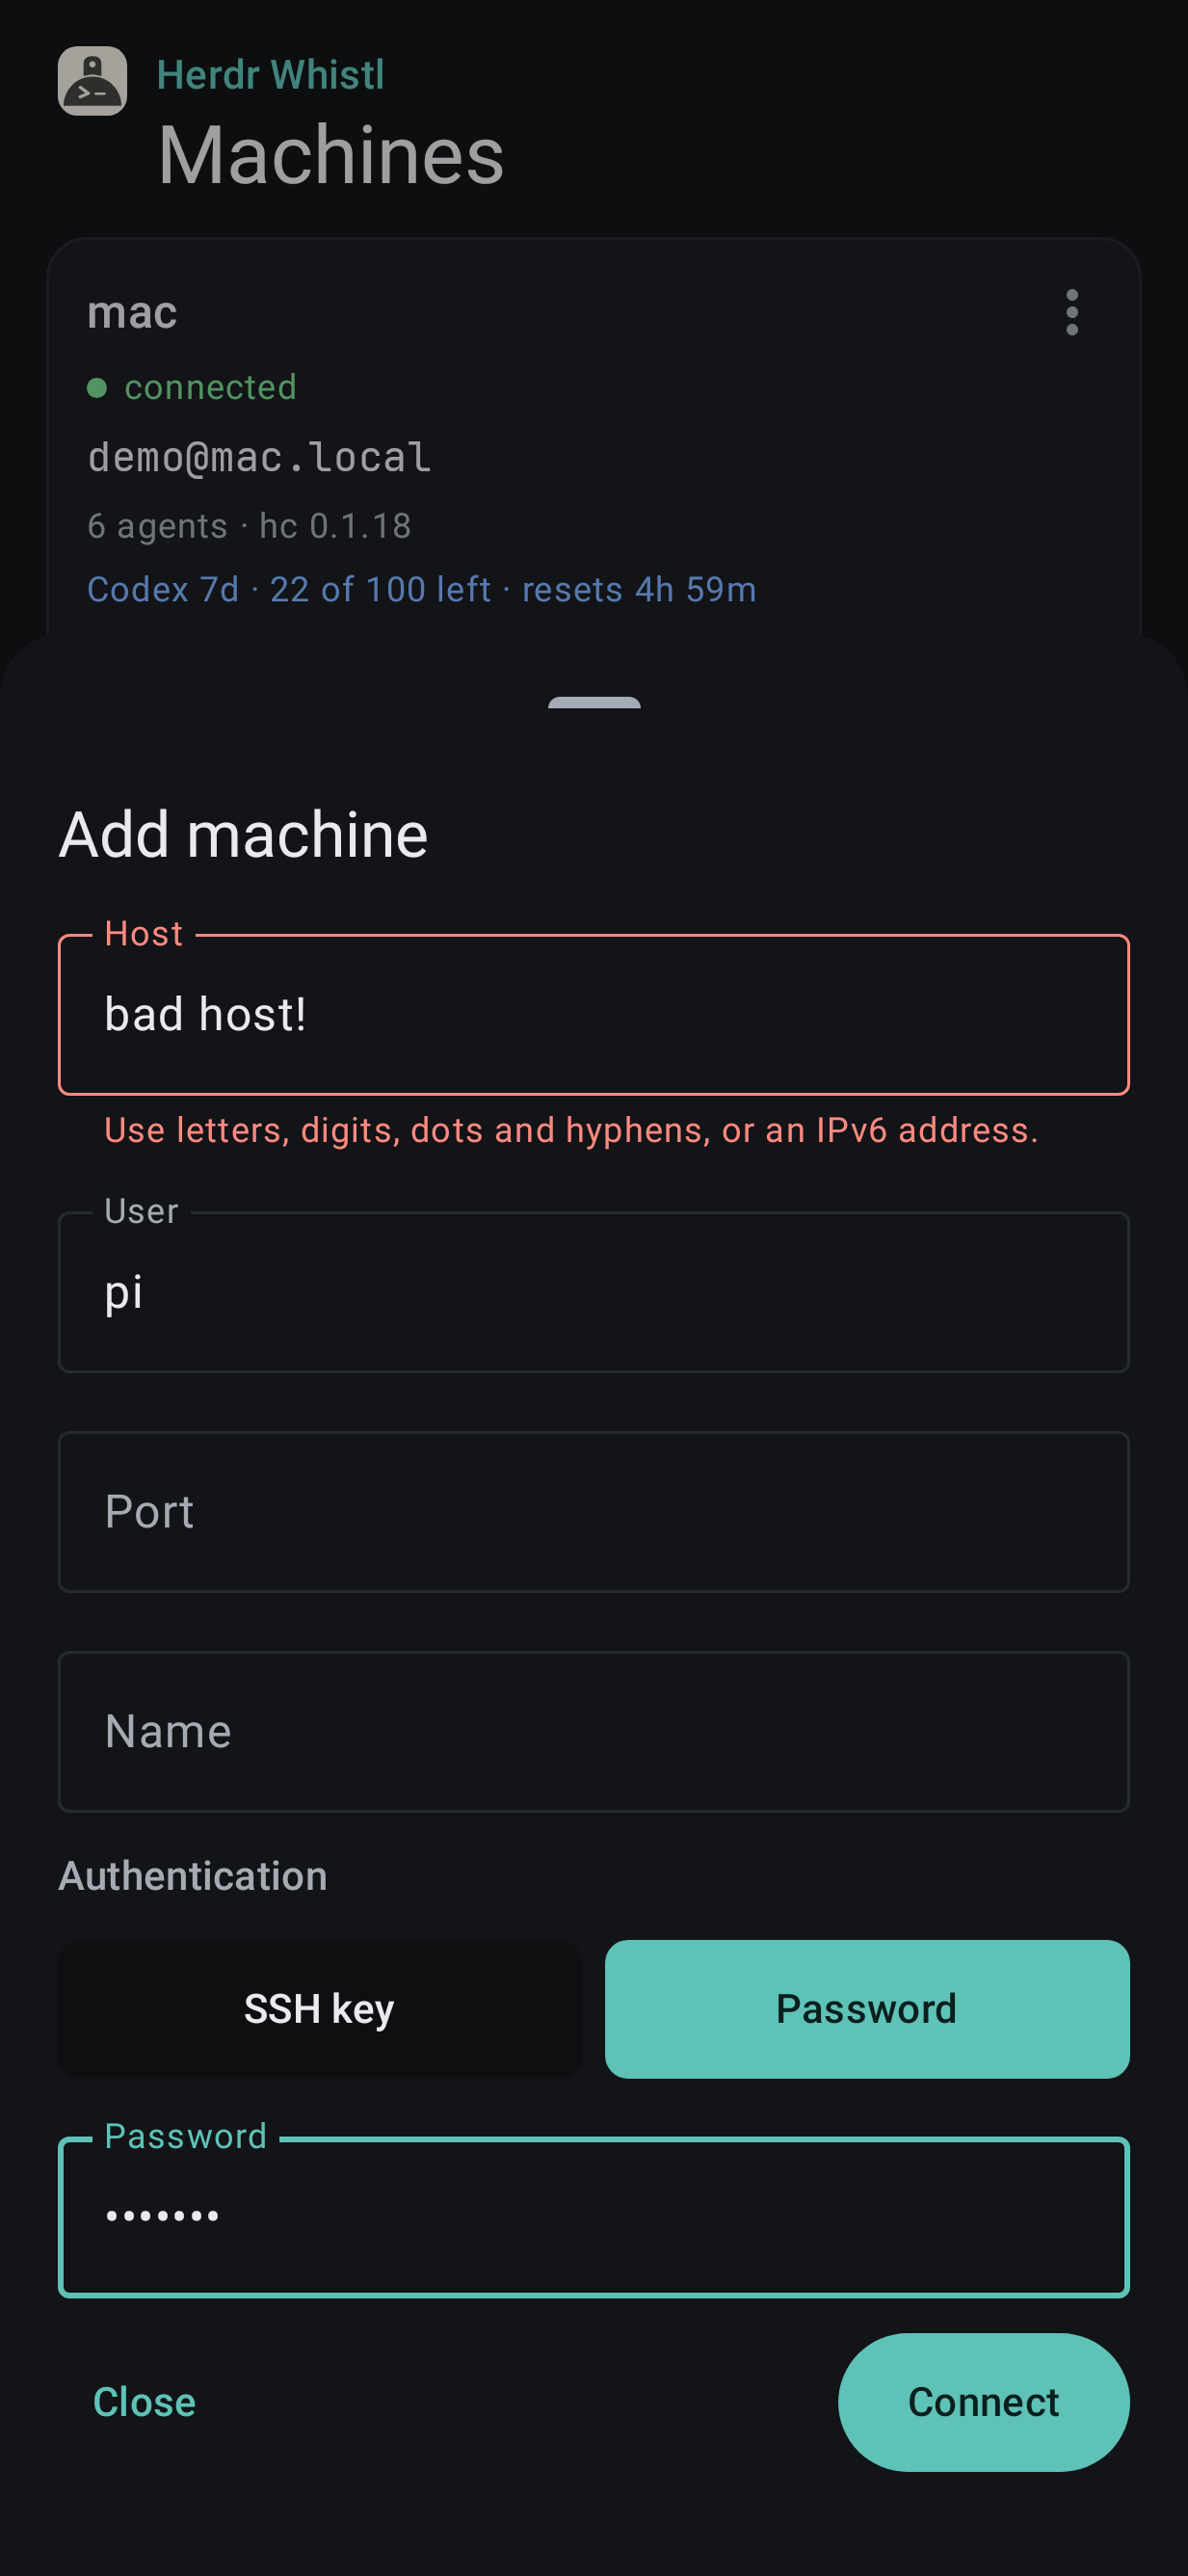 Herdr Whistl
Machines
mac
connected
demo@mac.local
6 agents · hc 0.1.18
Codex 7d · 22 of 100 left · resets 4h 59m
Add machine
Host
bad host!
Use letters, digits, dots and hyphens, or an IPv6 address.
User
pi
Port
Name
Authentication
SSH key
Password
Password
•••••••
Close
Connect